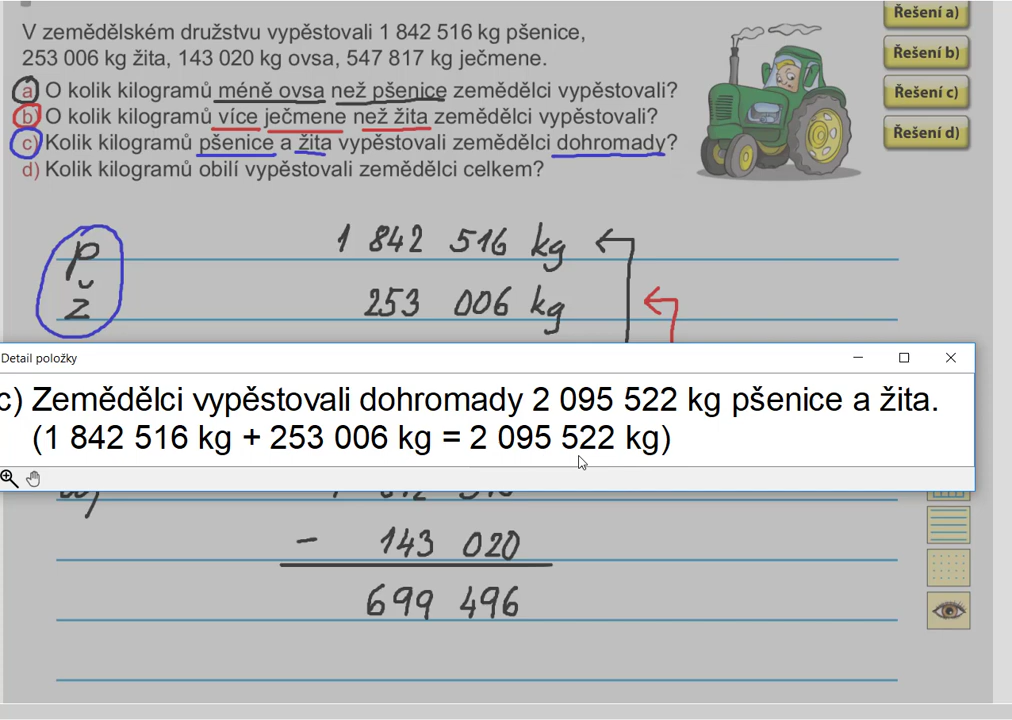 V zemědělském družstvu vypěstovali 1 842 516 kg pšenice,
253 006 kg žita, 143 020 kg ovsa, 547 817 kg ječmene.
a) O kolik kilogramů méně ovsa než pšenice zemědělci vypěstovali?
b) O kolik kilogramů více ječmene než žita zemědělci vypěstovali?
c) Kolik kilogramů pšenice a žita vypěstovali zemědělci dohromady?
d) Kolik kilogramů obilí vypěstovali zemědělci celkem?
Řešení a)
Řešení b)
Řešení c)
Řešení d)
p 1 842 516 kg
ž 253 006 kg
Detail položky
c) Zemědělci vypěstovali dohromady 2 095 522 kg pšenice a žita.
(1 842 516 kg + 253 006 kg = 2 095 522 kg)
- 143 020
699 496